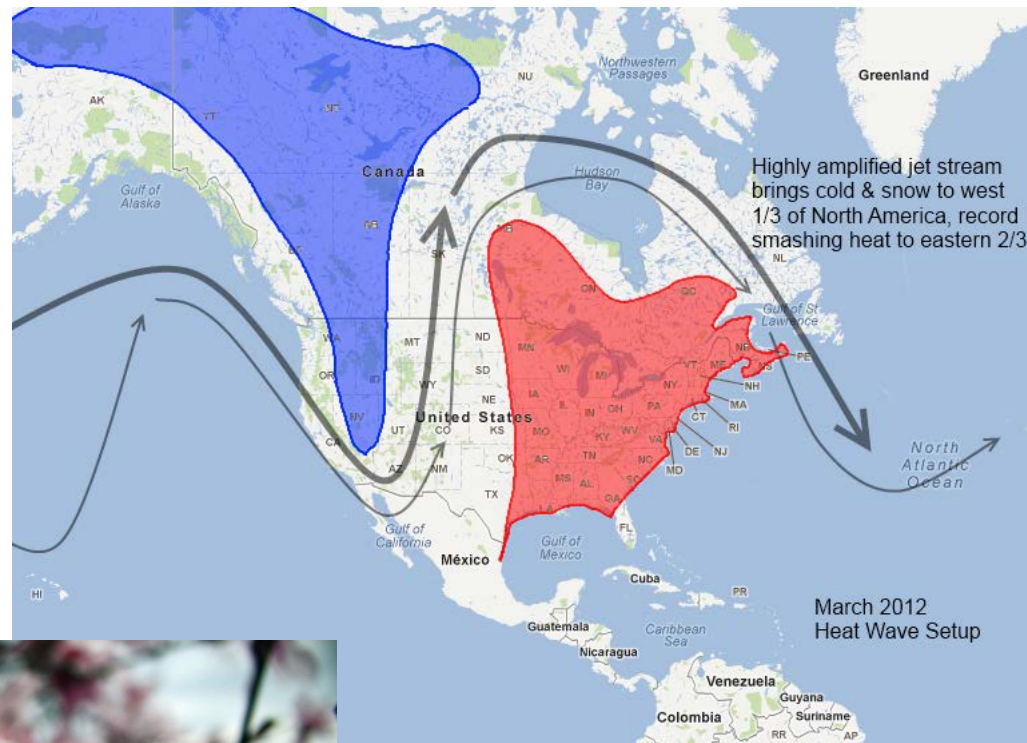 Greenland
Northwestern
Passages
NU
AK
YT
NT
Canada
Hudson
Bay
Gulf of
Alaska
Highly amplified jet stream
brings cold & snow to west
1/3 of North America, record
smashing heat to eastern 2/3
NL
AB
SK
MB
BC
ON
QC
Gulf of St
Lawrence
NB
PE
NS
WA
MT
ND
MN
OR
SD
WI
MI
VT
ME
NH
WY
NY
MA
NE
IA
CT
RI
NV
IL
IN
OH
PA
NJ
United States
UT
CO
KS
MO
WV
DE
CA
KY
VA
MD
OK
TN
NC
AZ
NM
AR
SC
MS
AL
GA
TX
LA
FL
North
Atlantic
Ocean
Gulf of
California
México
Gulf of
Mexico
HI
Cuba
PR
March 2012
Heat Wave Setup
Guatemala
Caribbean
Sea
Nicaragua
Venezuela
Guyana
Colombia
Suriname
RR
AP